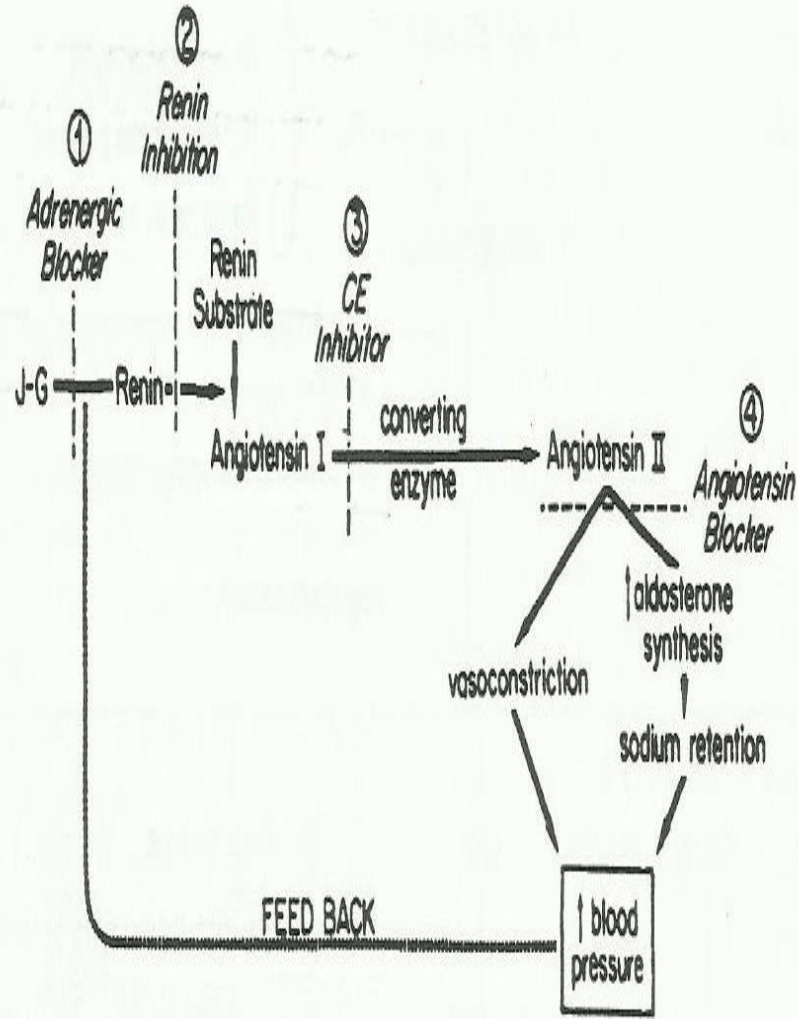 ①
Adrenergic
Blocker
②
Renin
Inhibition
Renin
Substrate
③
CE
Inhibitor
J-G
Renin
Angiotensin I
converting
enzyme
Angiotensin II
④
Angiotensin
Blocker
↑aldosterone
synthesis
vasoconstriction
sodium retention
↑ blood
pressure
FEED BACK